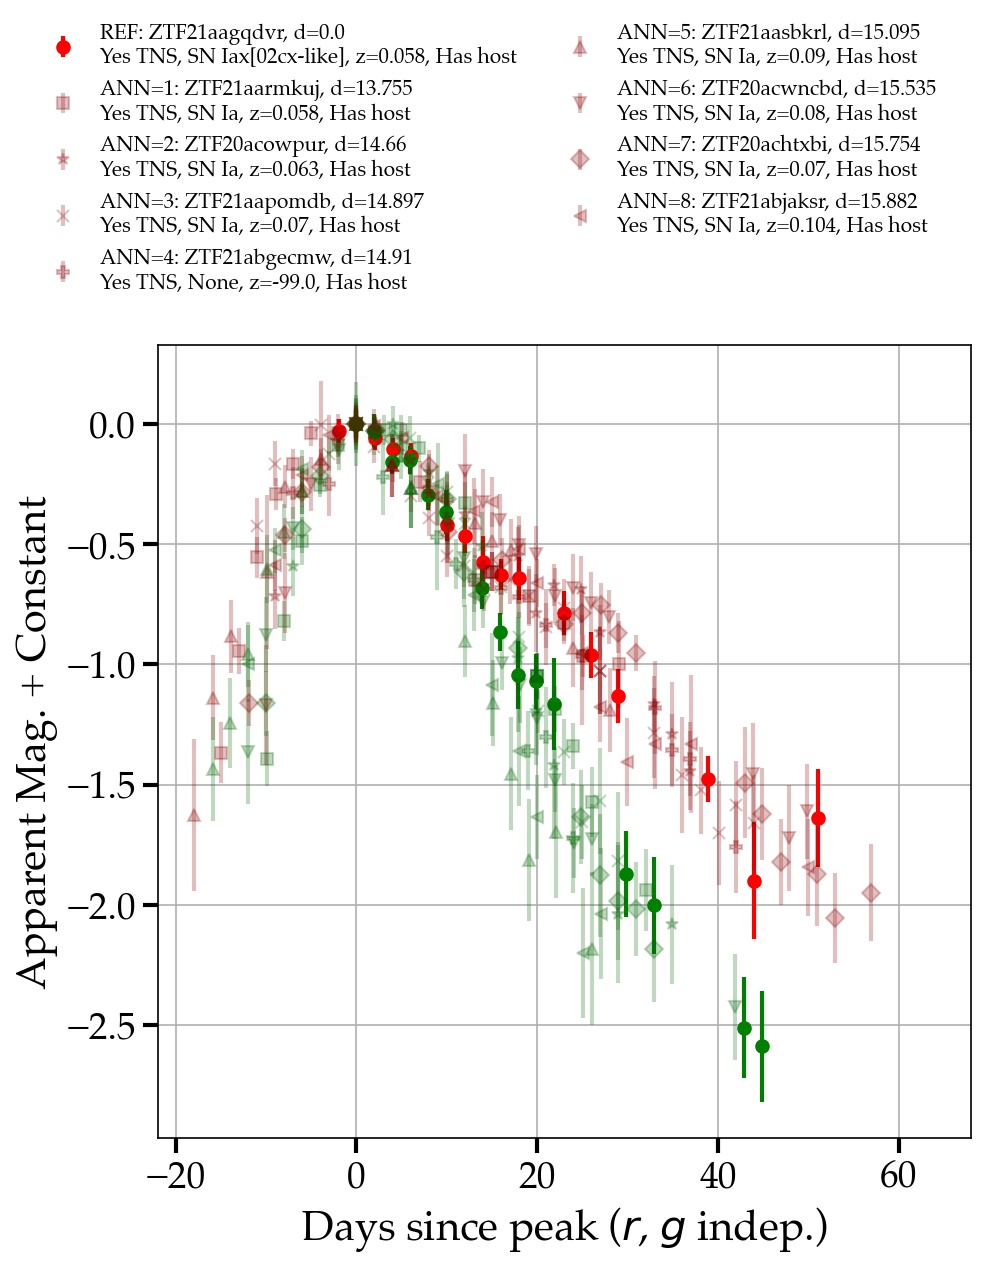 REF: ZTF21aagqdvr, d=0.0
Yes TNS, SN Iax[02cx-like], z=0.058, Has host
ANN=1: ZTF21aarmkuj, d=13.755
Yes TNS, SN Ia, z=0.058, Has host
ANN=2: ZTF20acowpur, d=14.66
Yes TNS, SN Ia, z=0.063, Has host
ANN=3: ZTF21aapomdb, d=14.897
Yes TNS, SN Ia, z=0.07, Has host
ANN=4: ZTF21abgecmw, d=14.91
Yes TNS, None, z=-99.0, Has host
ANN=5: ZTF21aasbkrl, d=15.095
Yes TNS, SN Ia, z=0.09, Has host
ANN=6: ZTF20acwncbd, d=15.535
Yes TNS, SN Ia, z=0.08, Has host
ANN=7: ZTF20achtxbi, d=15.754
Yes TNS, SN Ia, z=0.07, Has host
ANN=8: ZTF21abjaksr, d=15.882
Yes TNS, SN Ia, z=0.104, Has host
Apparent Mag. + Constant
0.0
−0.5
−1.0
−1.5
−2.0
−2.5
−20
0
20
40
60
Days since peak (r, g indep.)